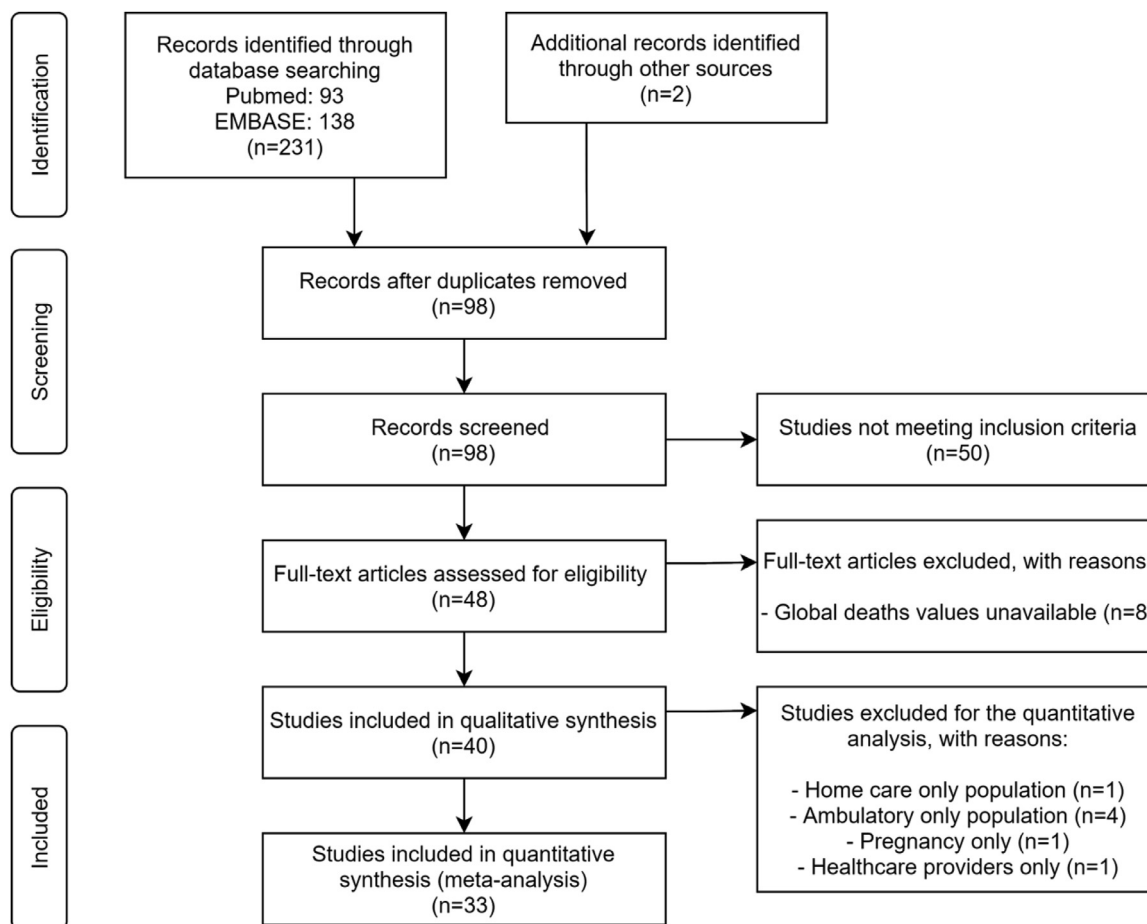 Identification
Records identified through
database searching
Pubmed: 93
EMBASE: 138
(n=231)
Additional records identified
through other sources
(n=2)
Screening
Records after duplicates removed
(n=98)
Records screened
(n=98)
Studies not meeting inclusion criteria
(n=50)
Eligibility
Full-text articles assessed for eligibility
(n=48)
Full-text articles excluded, with reasons
- Global deaths values unavailable (n=8
Included
Studies included in qualitative synthesis
(n=40)
Studies excluded for the quantitative
analysis, with reasons:
- Home care only population (n=1)
- Ambulatory only population (n=4)
- Pregnancy only (n=1)
- Healthcare providers only (n=1)
Studies included in quantitative
synthesis (meta-analysis)
(n=33)